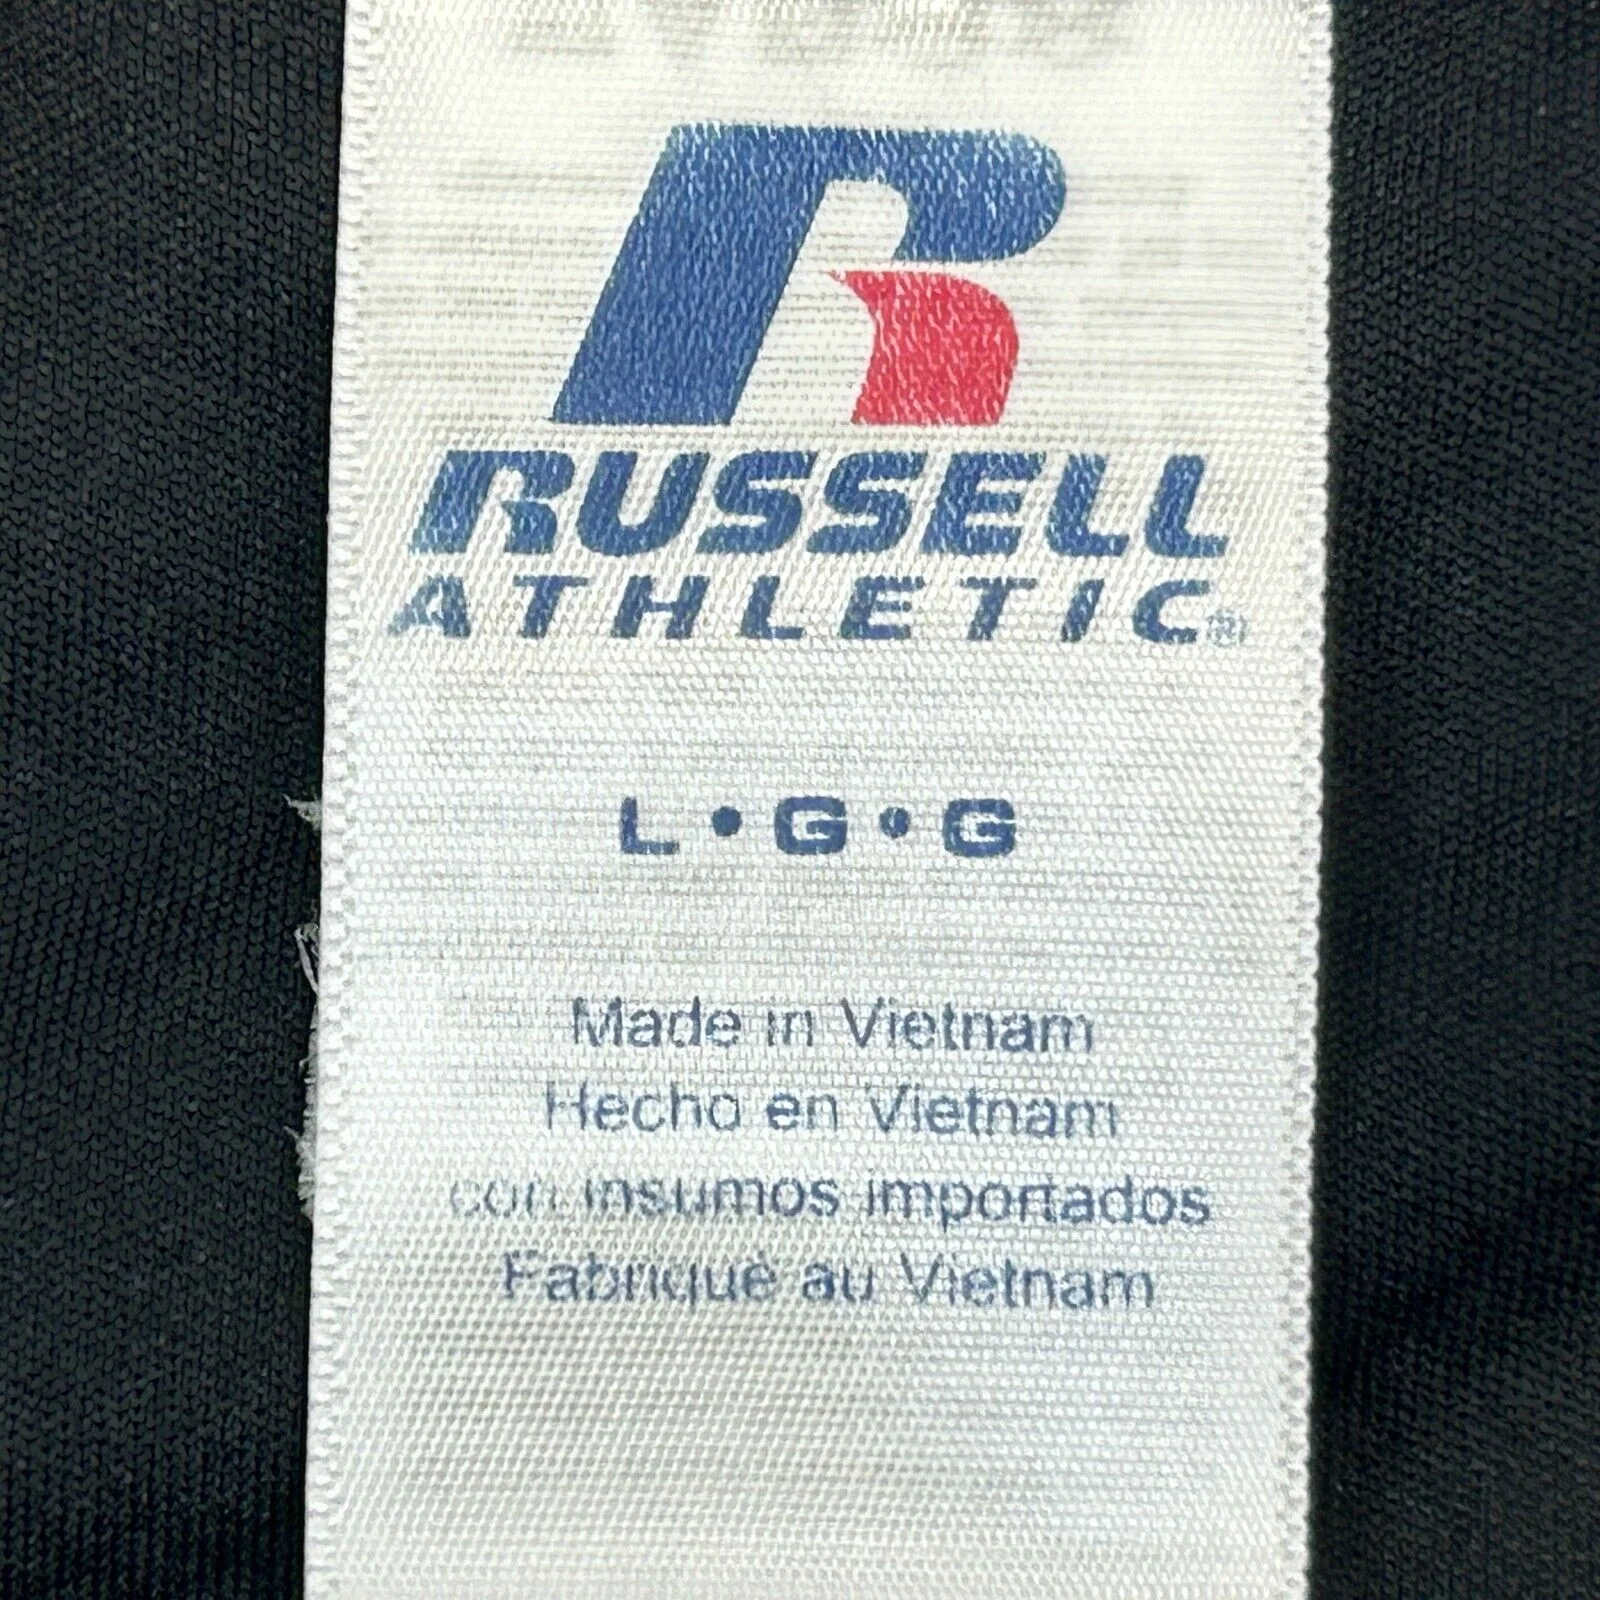 RUSSELL
ATHLETIC®
L•G•G
Made in Vietnam
Hecho en Vietnam
con insumos importados
Fabriqué au Vietnam